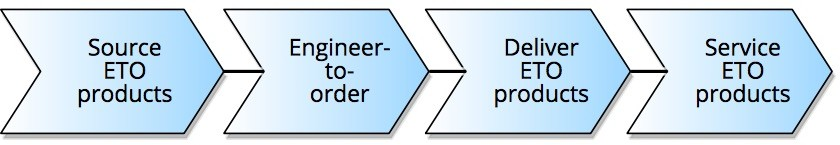 Source
ETO
products
Engineer-
to-
order
Deliver
ETO
products
Service
ETO
products